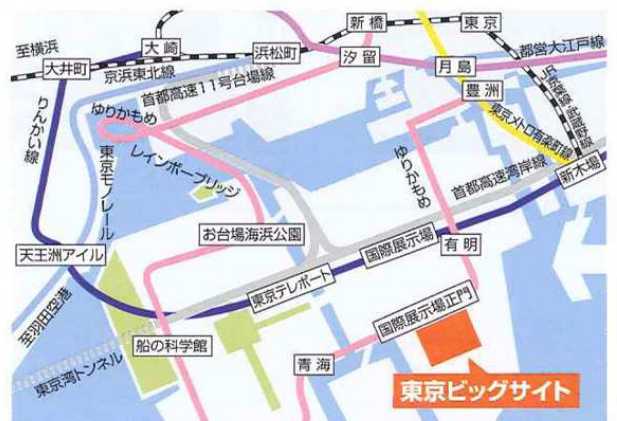 新橋
東京
至横浜
大崎
浜松町
汐留
都営大江戸線
大井町
京浜東北線
月島
首都高速11号台場線
豊洲
JR京葉線・武蔵野線
りんかい線
ゆりかもめ
東京メトロ有楽町線
レインボーブリッジ
ゆりかもめ
首都高速湾岸線
新木場
東京モノレール
お台場海浜公園
国際展示場
有明
天王洲アイル
東京テレポート
至羽田空港
国際展示場正門
船の科学館
青海
東京湾トンネル
東京ビッグサイト